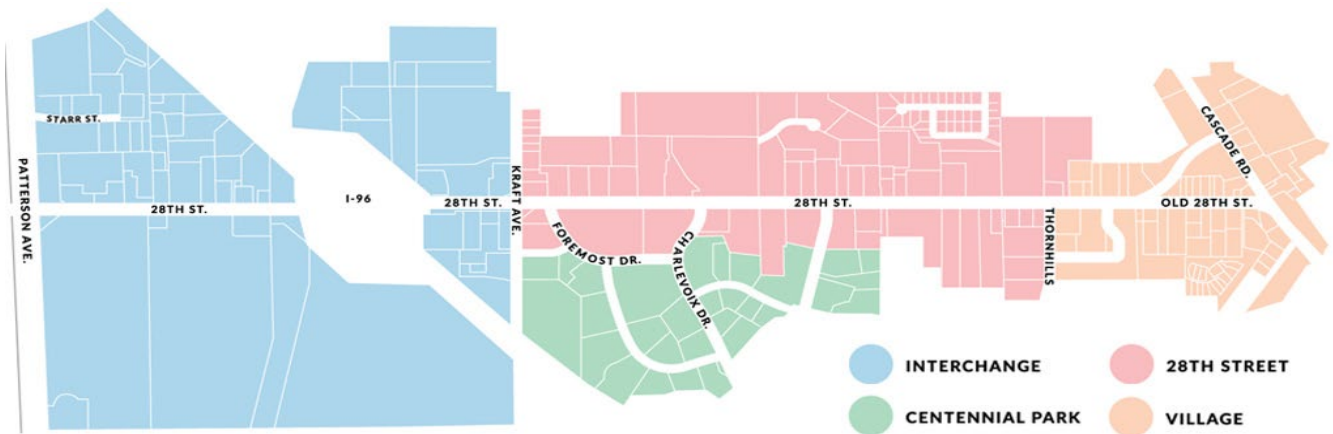 STARR ST.
PATTERSON AVE.
28TH ST.
I-96
28TH ST.
KRAFT AVE.
FOREMOST DR.
CHARLEVOIX DR.
28TH ST.
THORNHILLS
OLD 28TH ST.
CASCADE RD.
INTERCHANGE
28TH STREET
CENTENNIAL PARK
VILLAGE